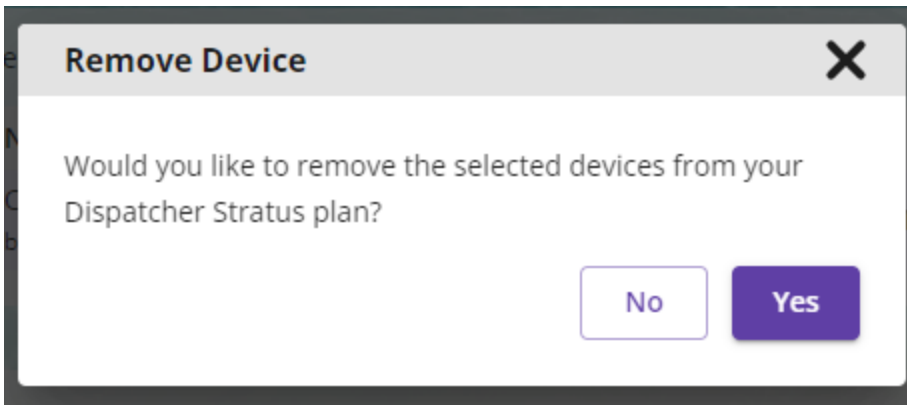 Remove Device
Would you like to remove the selected devices from your
Dispatcher Stratus plan?
No
Yes